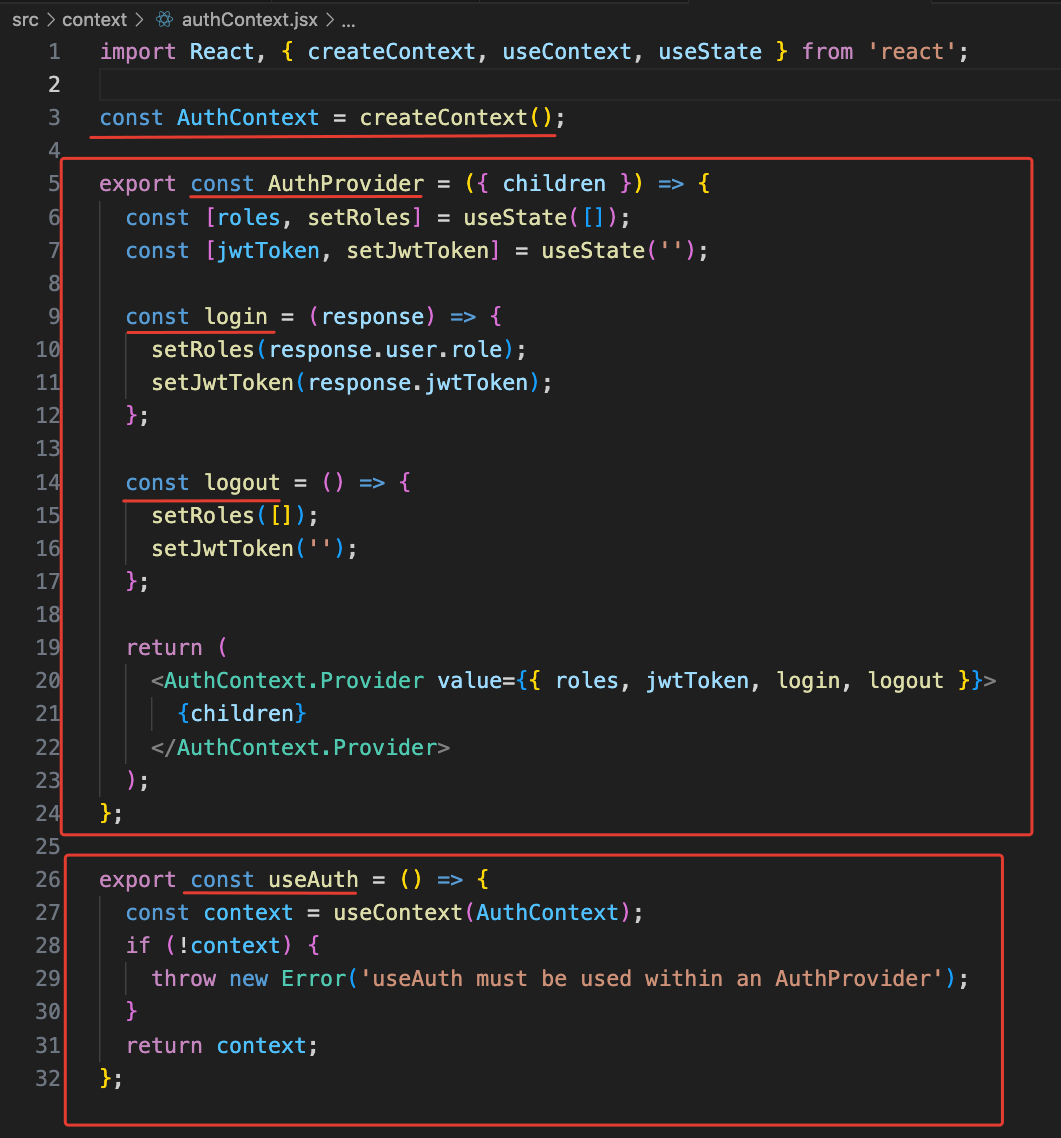 src > context > authContext.jsx > ...
1 import React, { createContext, useContext, useState } from 'react';
2
3 const AuthContext = createContext();
4
5 export const AuthProvider = ({ children }) => {
6   const [roles, setRoles] = useState([]);
7   const [jwtToken, setJwtToken] = useState('');
8
9   const login = (response) => {
10     setRoles(response.user.role);
11     setJwtToken(response.jwtToken);
12   };
13
14   const logout = () => {
15     setRoles([]);
16     setJwtToken('');
17   };
18
19   return (
20     <AuthContext.Provider value={{ roles, jwtToken, login, logout }}>
21       {children}
22     </AuthContext.Provider>
23   );
24 };
25
26 export const useAuth = () => {
27   const context = useContext(AuthContext);
28   if (!context) {
29     throw new Error('useAuth must be used within an AuthProvider');
30   }
31   return context;
32 };